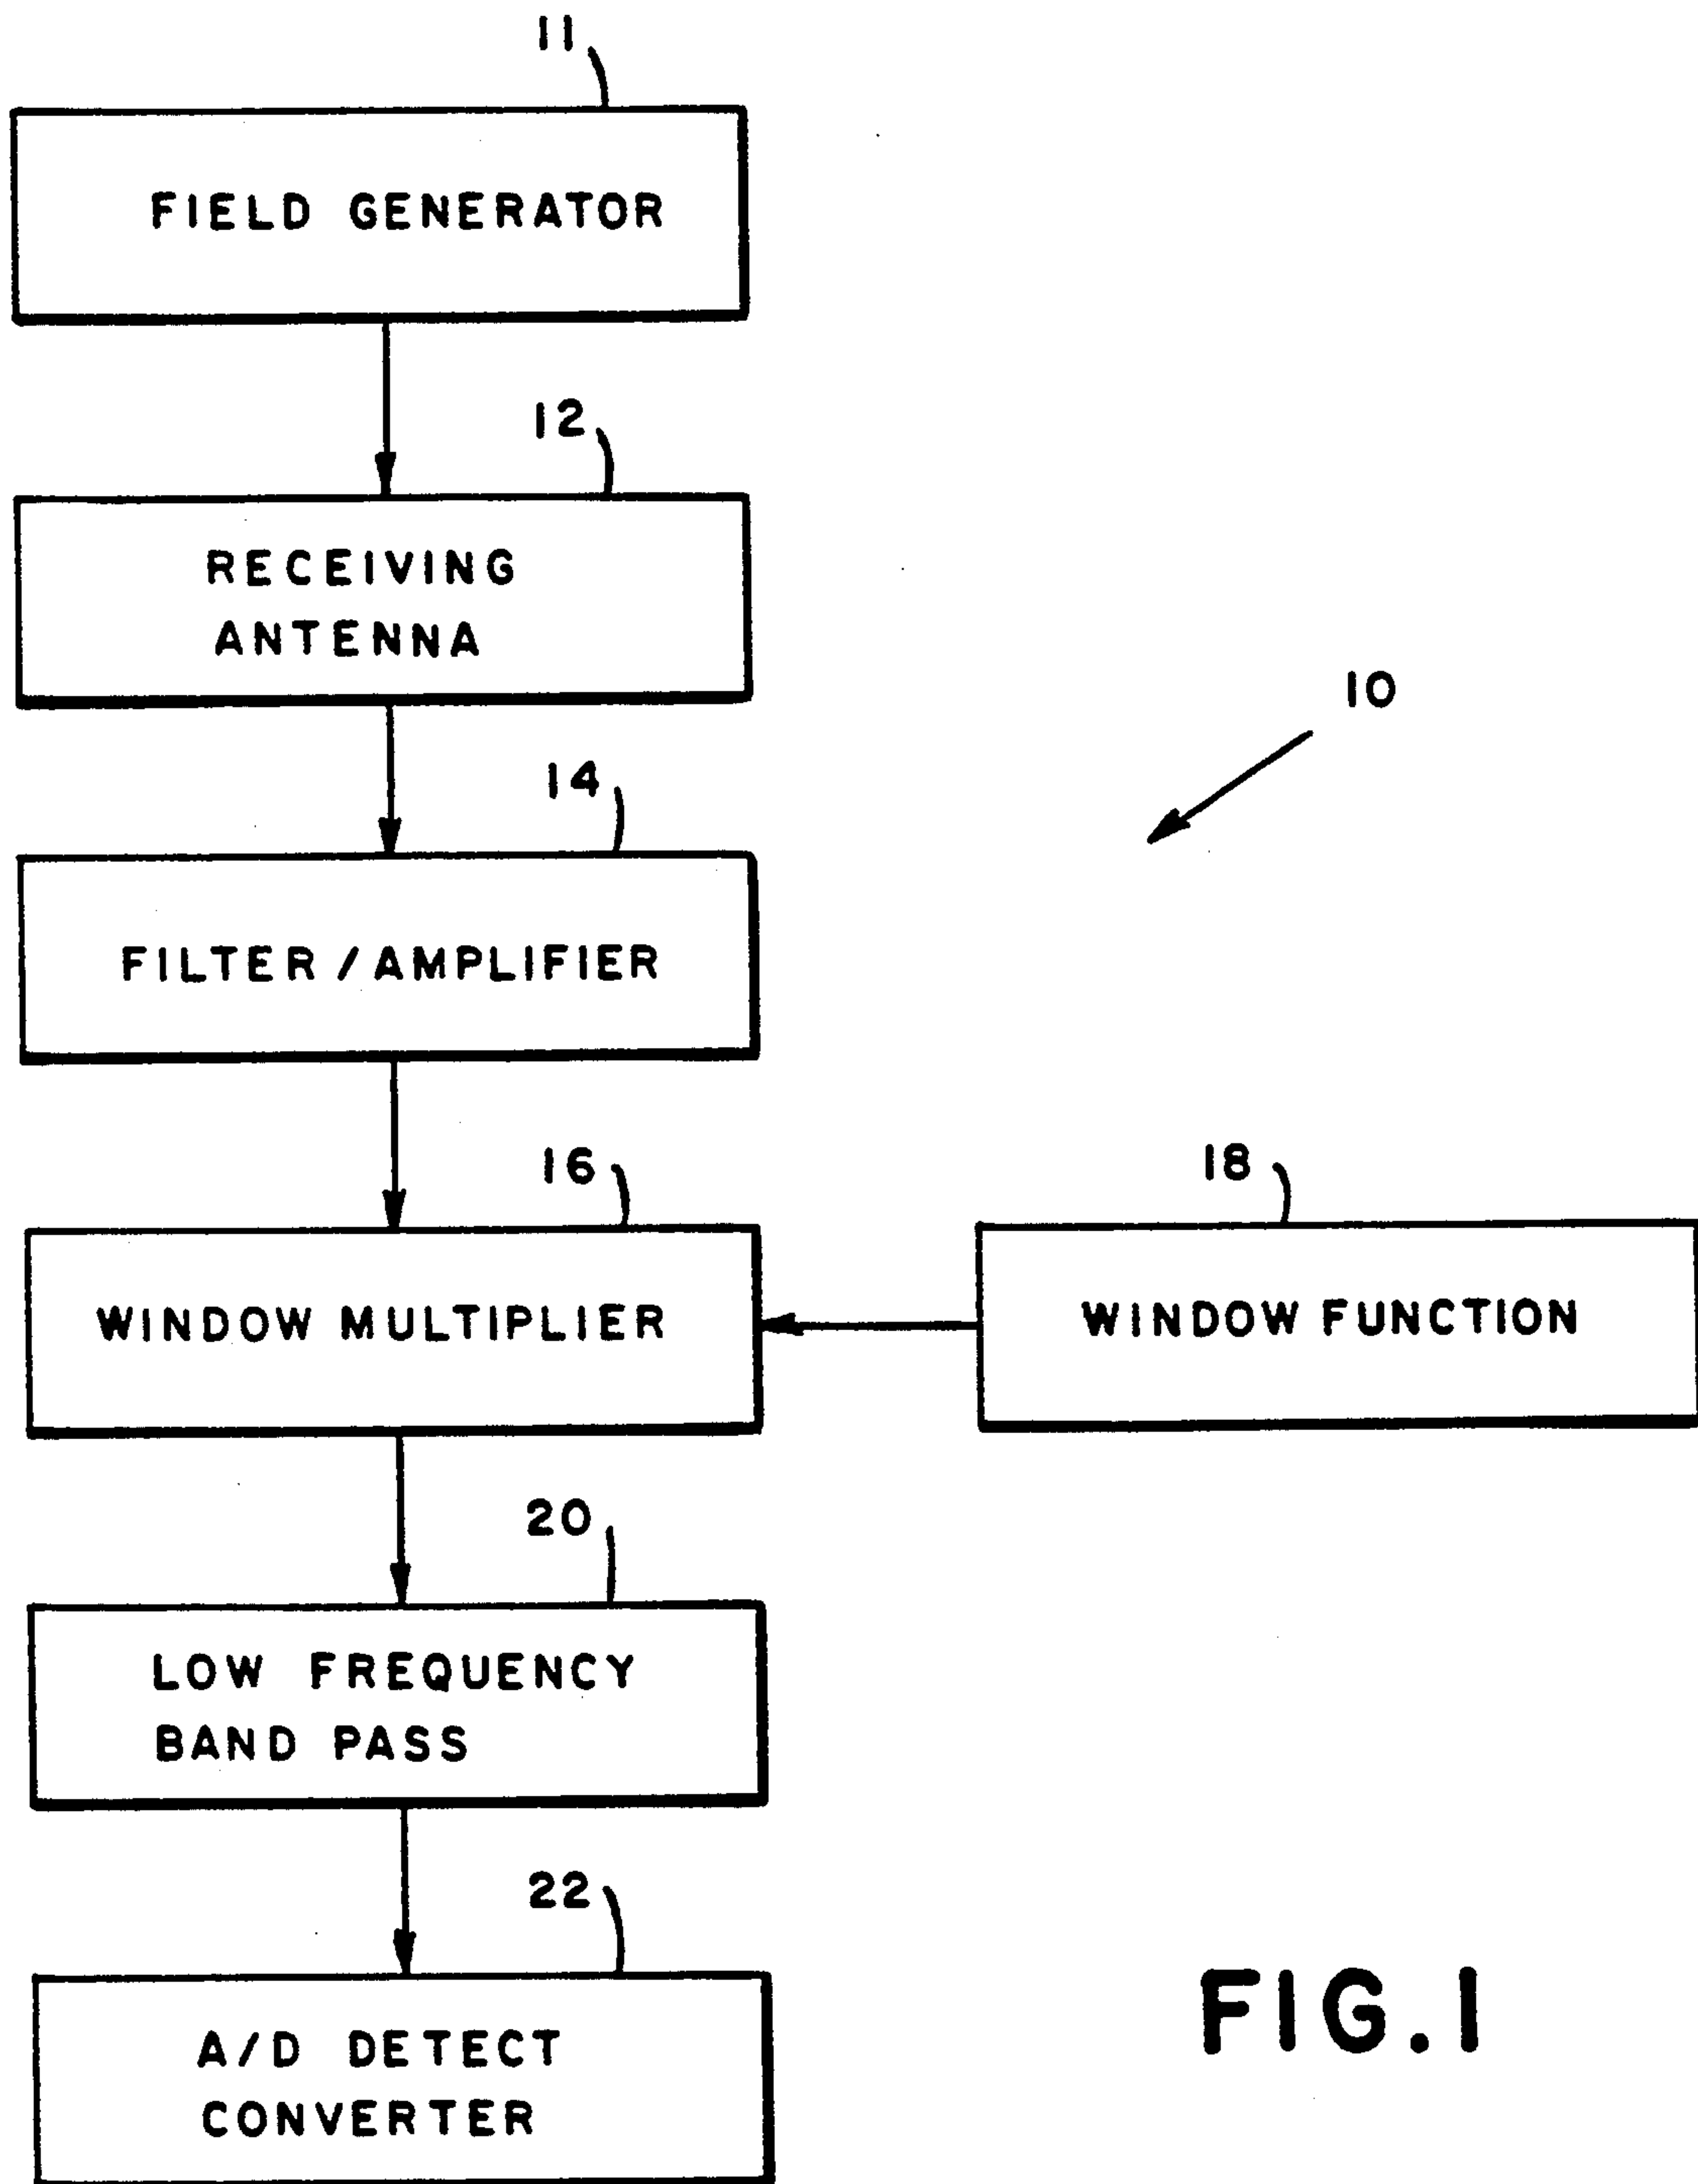 11
FIELD GENERATOR
12
RECEIVING
ANTENNA
10
14
FILTER / AMPLIFIER
16
18
WINDOW MULTIPLIER
WINDOW FUNCTION
20
LOW FREQUENCY
BAND PASS
22
A/D DETECT
CONVERTER
FIG. 1